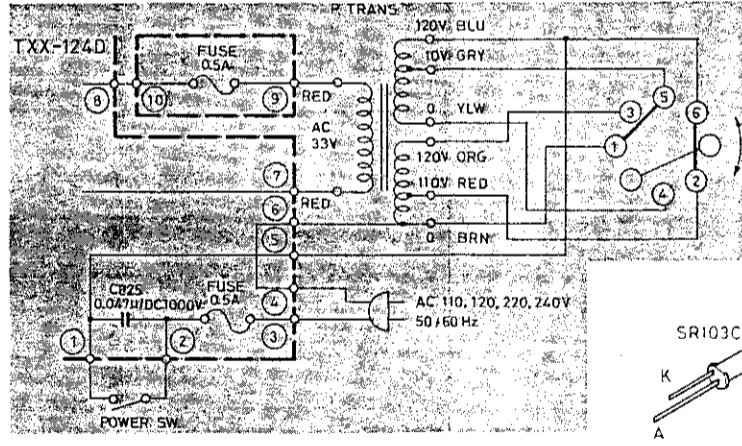 P. TRANS.
TXX-124D
FUSE
0.5A
8
10
9
RED
AC
33V
7
RED
6
5
C825
0.047μ/DC1000V
FUSE
0.5A
4
3
1
2
POWER SW.
120V BLU
110V GRY
0 YLW
120V ORG
110V RED
0 BRN
3
5
6
1
4
2
AC, 110, 120, 220, 240V
50/60 Hz
SR103C
K
A